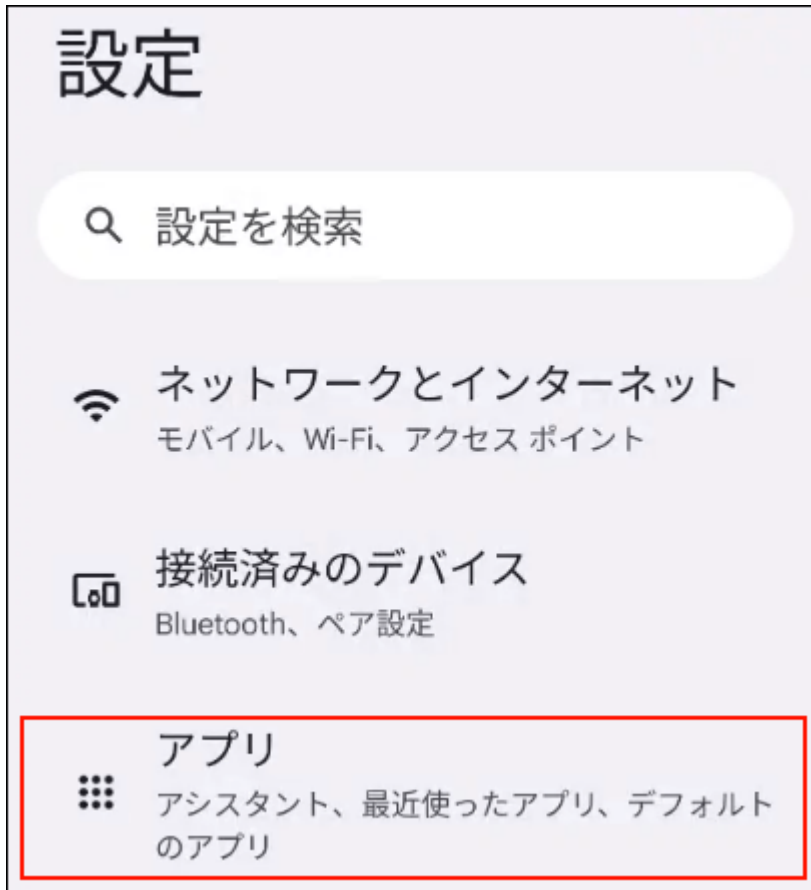 設定
設定を検索
ネットワークとインターネット
モバイル、Wi-Fi、アクセス ポイント
接続済みのデバイス
Bluetooth、ペア設定
アプリ
アシスタント、最近使ったアプリ、デフォルト
のアプリ